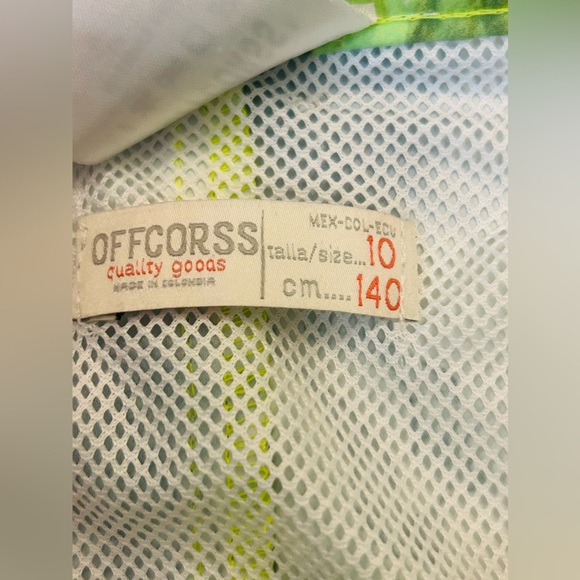 OFFCORSS
quality goods
MADE IN COLOMBIA
MEX-COL-ECU
talla/size...10
cm....140